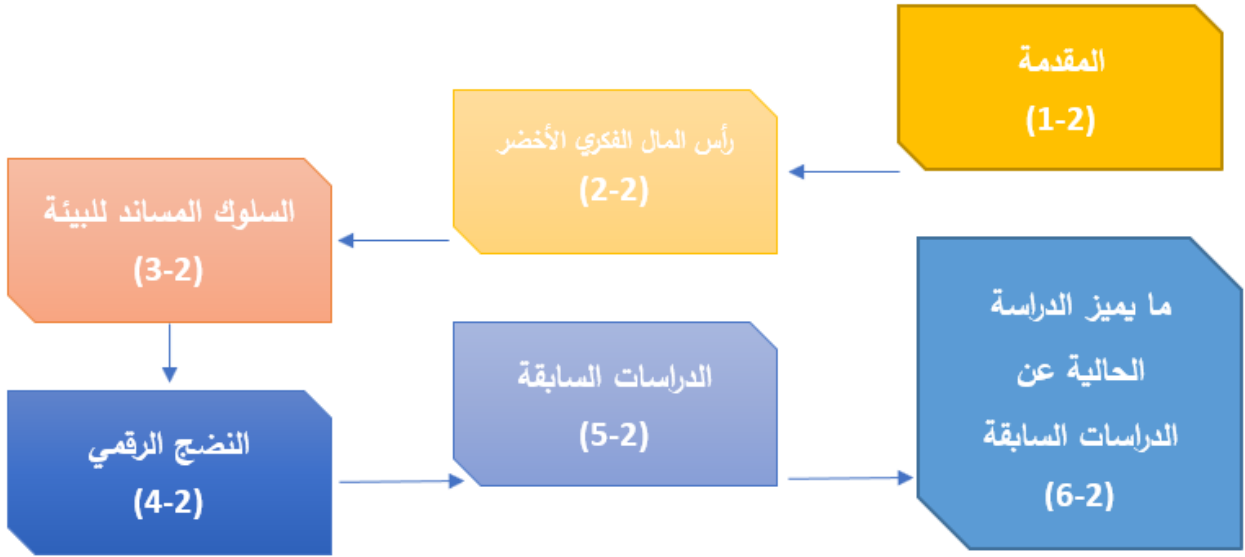 المقدمة
(1-2)
رأس المال الفكري الأخضر
(2-2)
السلوك المساند للبيئة
(3-2)
النضج الرقمي
(4-2)
الدراسات السابقة
(5-2)
ما يميز الدراسة
الحالية عن
الدراسات السابقة
(6-2)